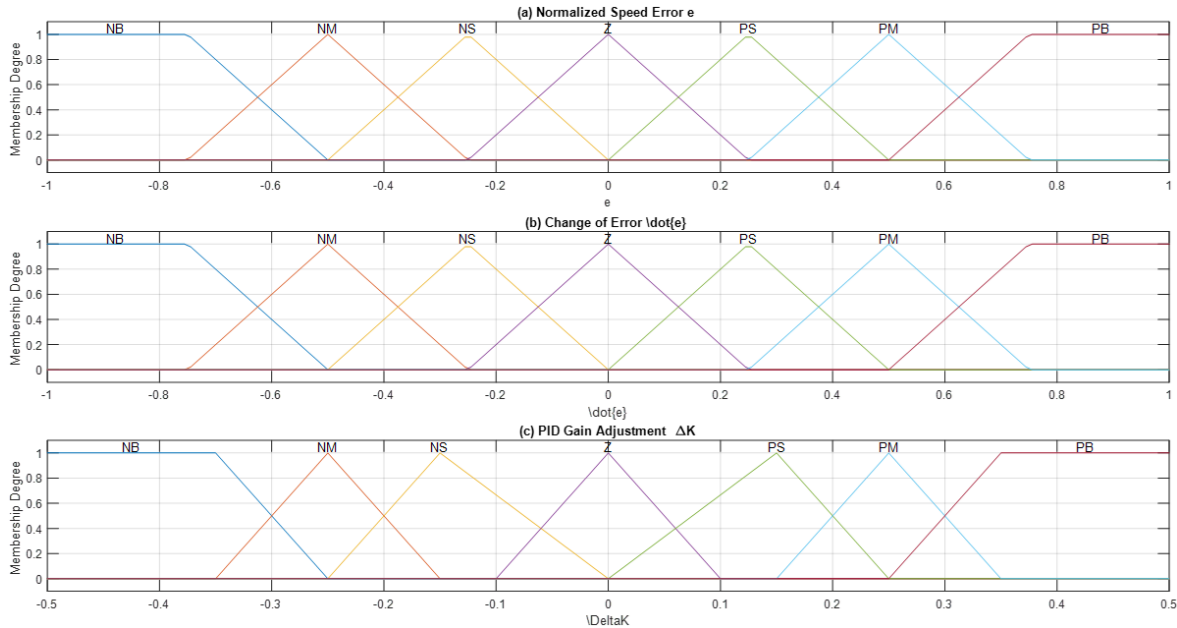 (a) Normalized Speed Error e
NB NM NS Z PS PM PB
1
0.8
0.6
0.4
0.2
0
Membership Degree
-1 -0.8 -0.6 -0.4 -0.2 0 0.2 0.4 0.6 0.8 1
e
(b) Change of Error \dot{e}
NB NM NS Z PS PM PB
1
0.8
0.6
0.4
0.2
0
Membership Degree
-1 -0.8 -0.6 -0.4 -0.2 0 0.2 0.4 0.6 0.8 1
\dot{e}
(c) PID Gain Adjustment ΔK
NB NM NS Z PS PM PB
1
0.8
0.6
0.4
0.2
0
Membership Degree
-0.5 -0.4 -0.3 -0.2 -0.1 0 0.1 0.2 0.3 0.4 0.5
\DeltaK